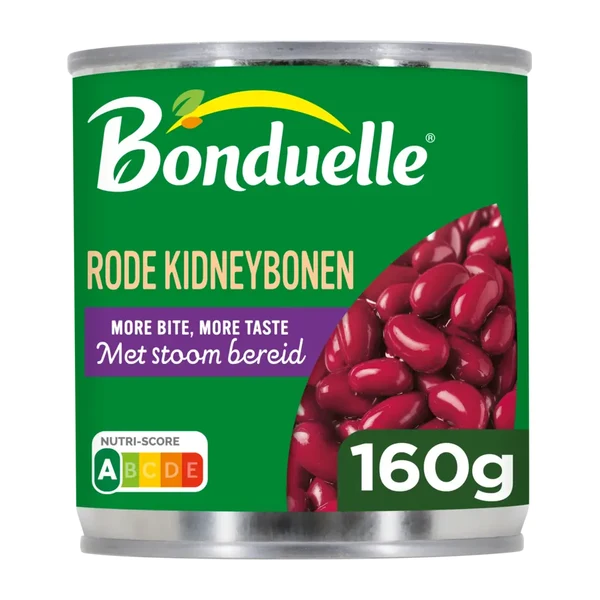 Bonduelle®
RODE KIDNEYBONEN
MORE BITE, MORE TASTE
Met stoom bereid
NUTRI-SCORE
A B C D E
160g